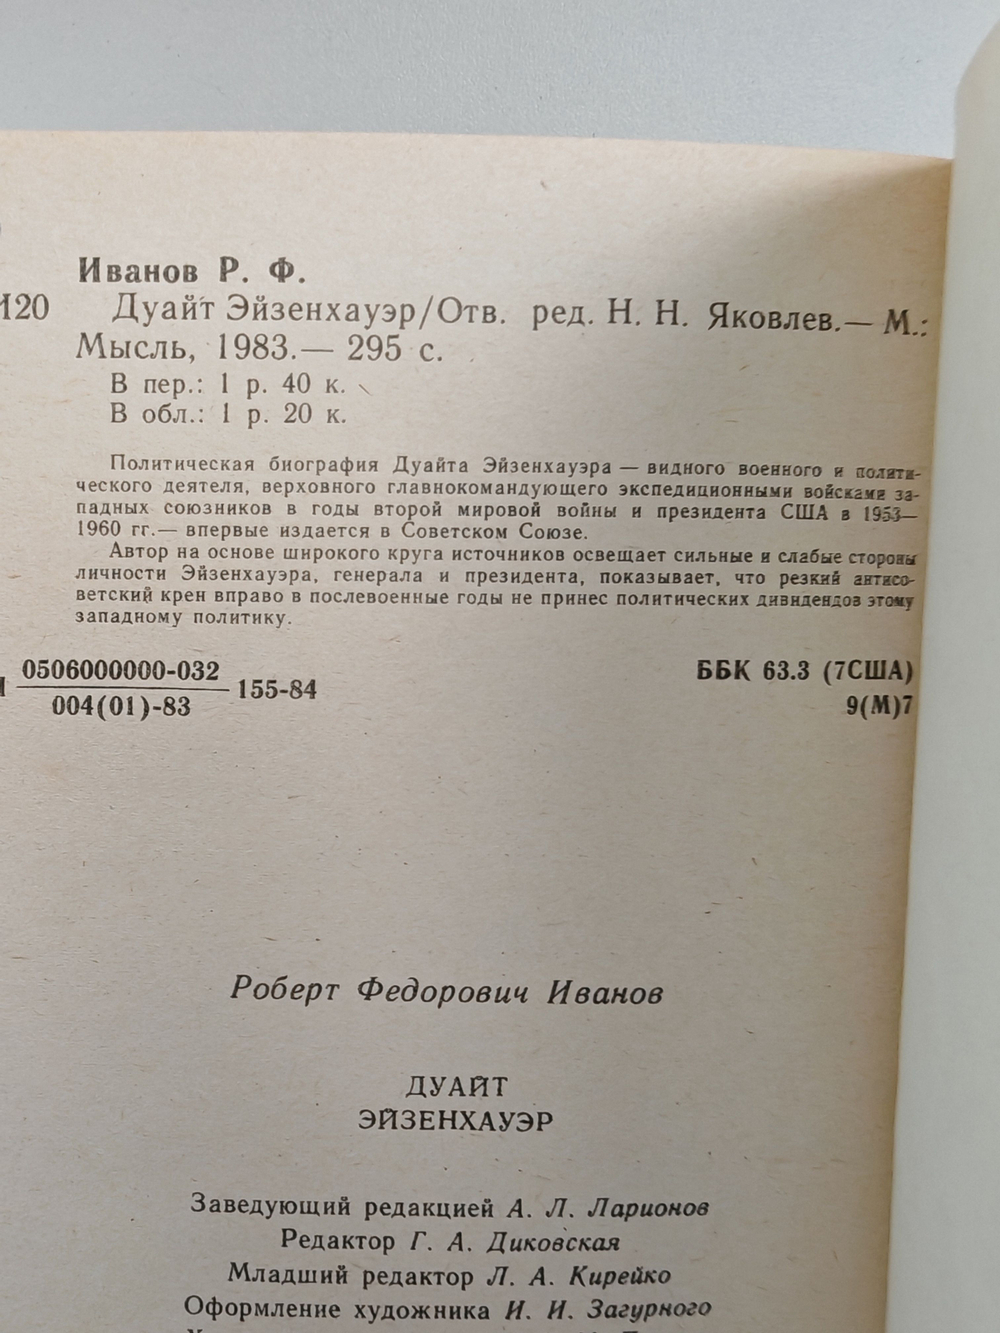 Иванов Р. Ф.
И20 Дуайт Эйзенхауэр/Отв. ред. Н. Н. Яковлев.— М.:
Мысль, 1983.— 295 с.
В пер.: 1 р. 40 к.
В обл.: 1 р. 20 к.
Политическая биография Дуайта Эйзенхауэра — видного военного и полити-
ческого деятеля, верховного главнокомандующего экспедиционными войсками за-
падных союзников в годы второй мировой войны и президента США в 1953—
1960 гг.— впервые издается в Советском Союзе.
Автор на основе широкого круга источников освещает сильные и слабые стороны
личности Эйзенхауэра, генерала и президента, показывает, что резкий антисо-
ветский крен вправо в послевоенные годы не принес политических дивидендов этому
западному политику.
0506000000-032
004(01)-83
155-84
ББК 63.3 (7США)
9(М)7
Роберт Федорович Иванов
ДУАЙТ
ЭЙЗЕНХАУЭР
Заведующий редакцией А. Л. Ларионов
Редактор Г. А. Диковская
Младший редактор Л. А. Кирейко
Оформление художника И. И. Загурного